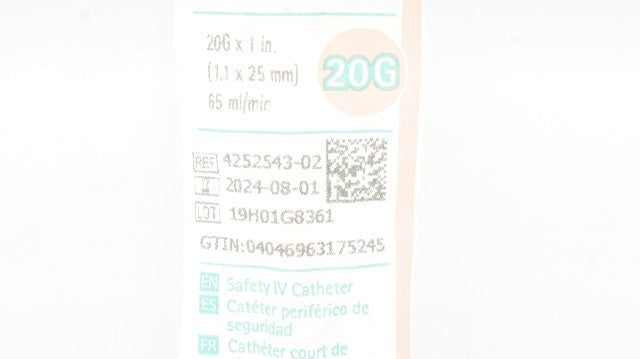 20G x 1 in.
(1.1 x 25 mm)
65 ml/min
20G
REF 4252543-02
2024-08-01
LOT 19H01G8361
GTIN:04046963175245
EN Safety IV Catheter
ES Catéter periférico de
seguridad
FR Cathéter court de